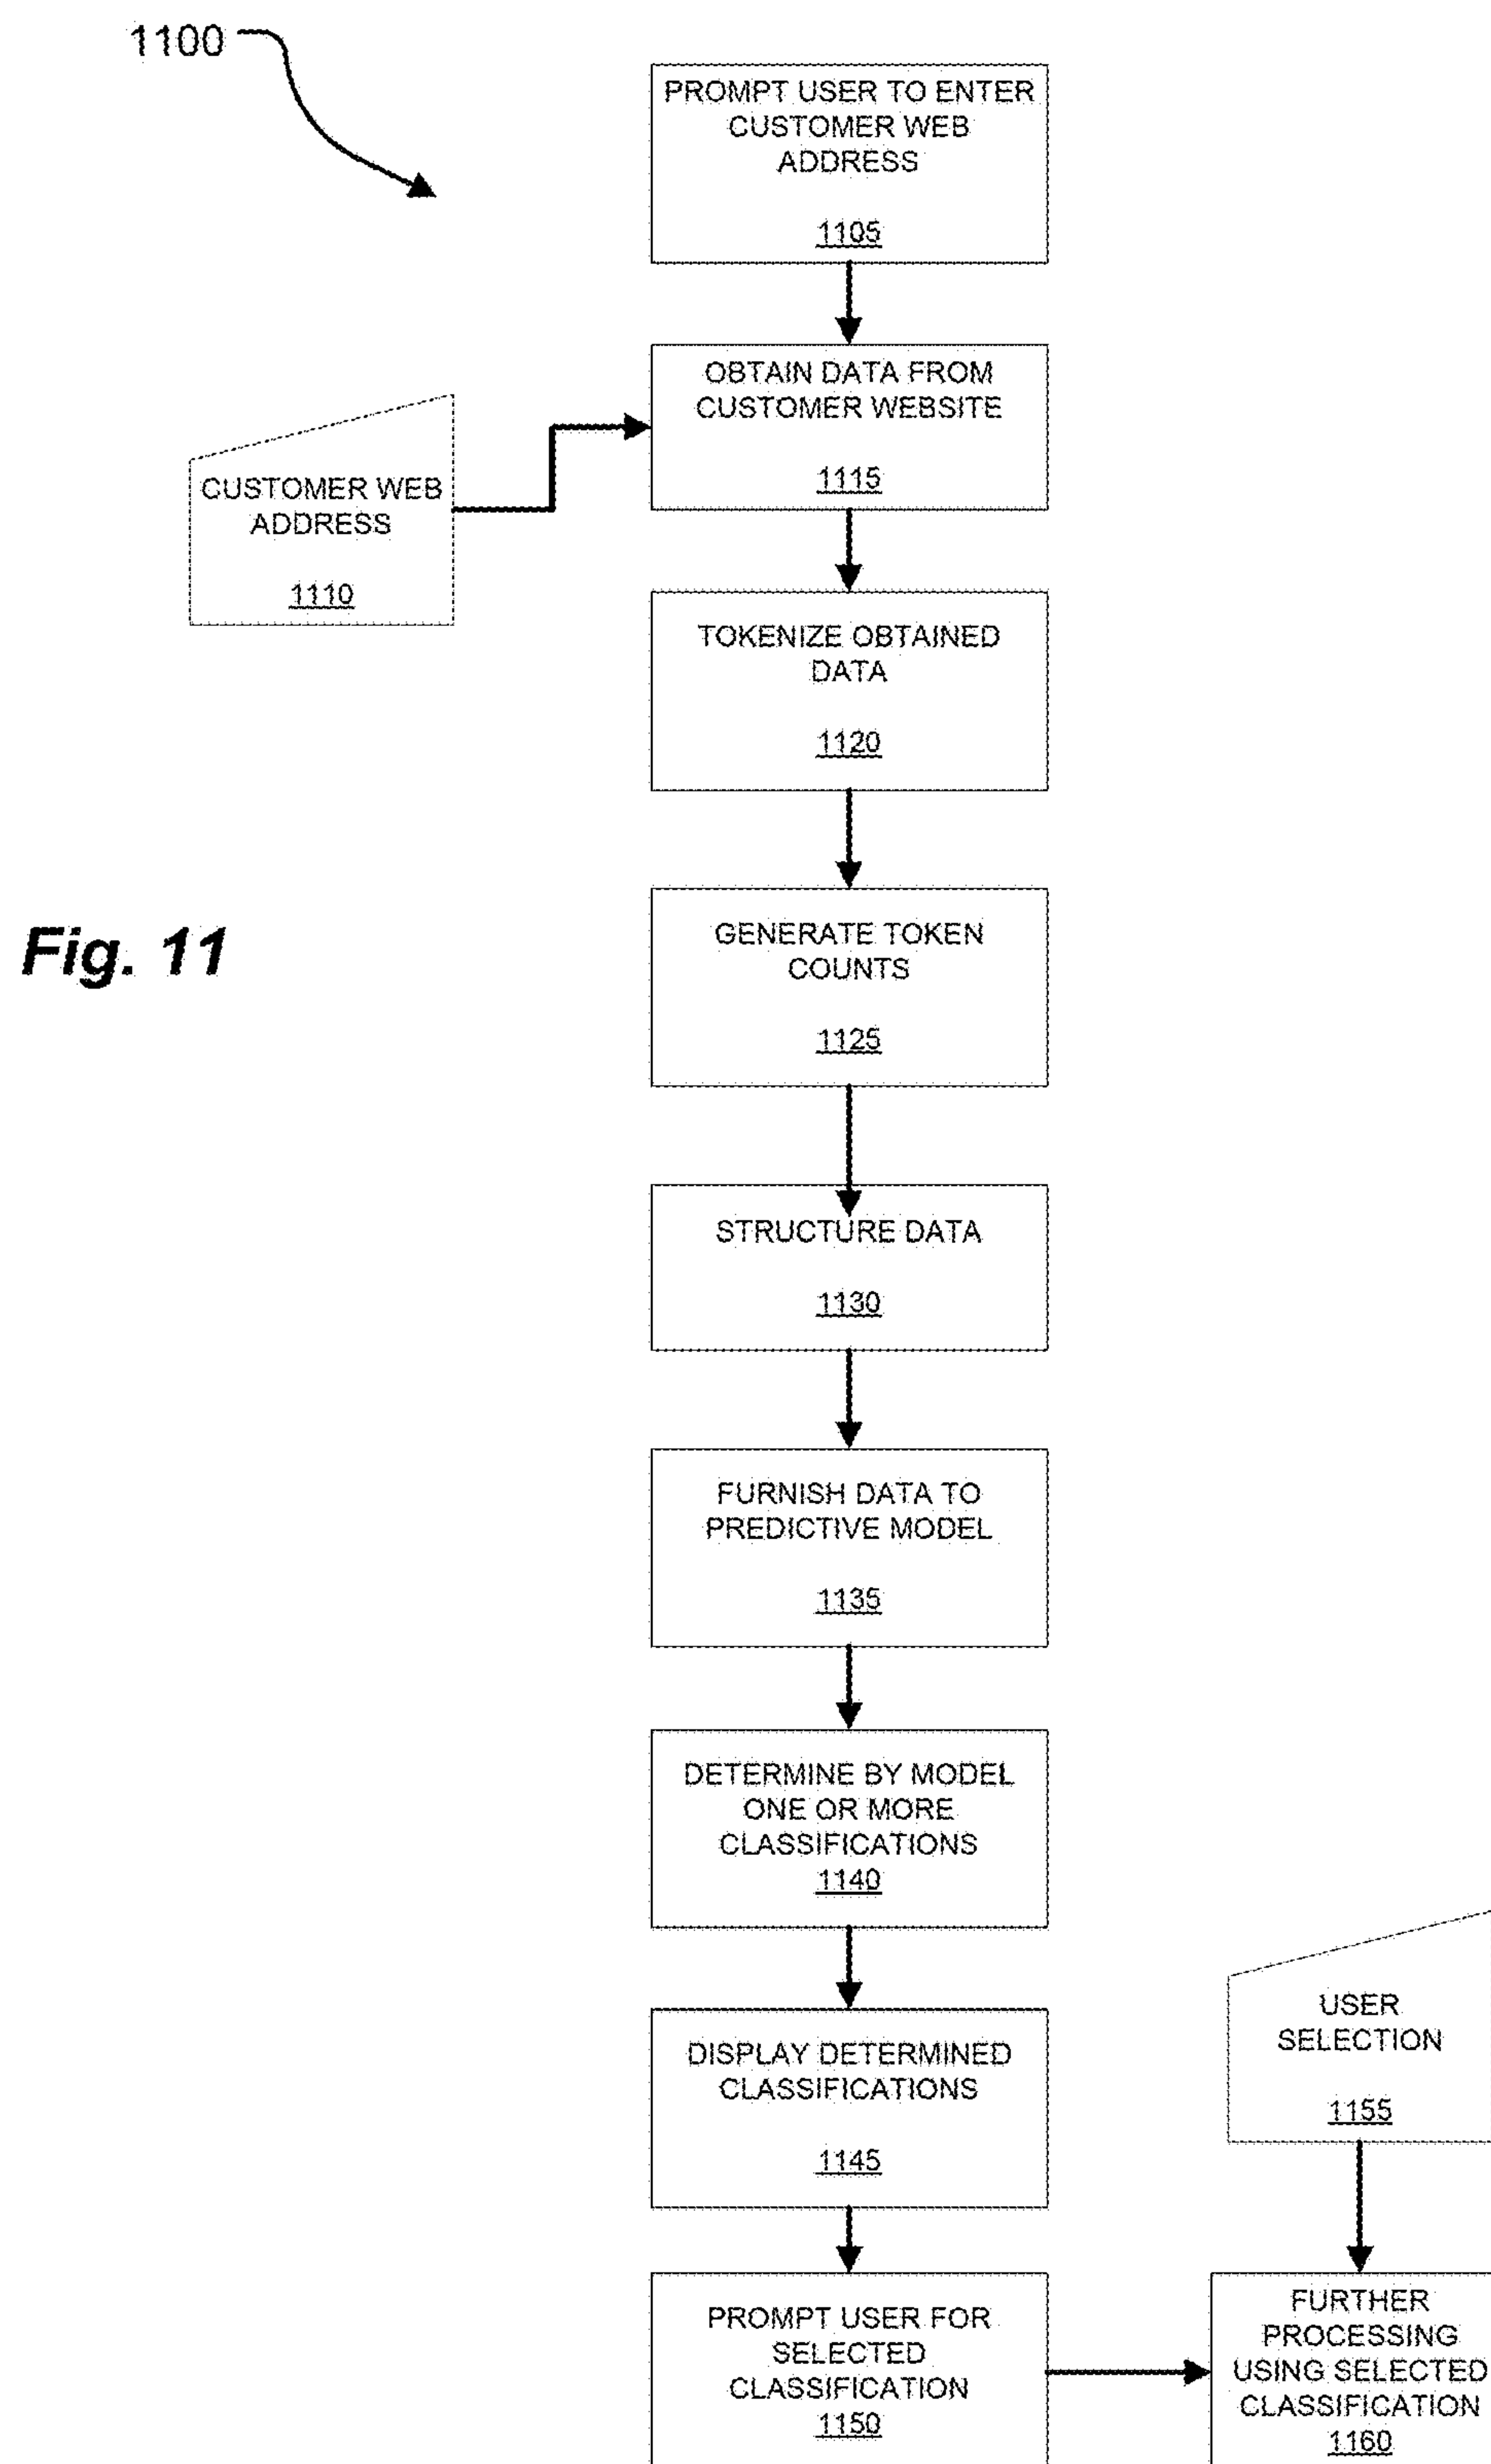 1100
PROMPT USER TO ENTER
CUSTOMER WEB
ADDRESS
1105
OBTAIN DATA FROM
CUSTOMER WEBSITE
1115
CUSTOMER WEB
ADDRESS
1110
TOKENIZE OBTAINED
DATA
1120
Fig. 11
GENERATE TOKEN
COUNTS
1125
STRUCTURE DATA
1130
FURNISH DATA TO
PREDICTIVE MODEL
1135
DETERMINE BY MODEL
ONE OR MORE
CLASSIFICATIONS
1140
DISPLAY DETERMINED
CLASSIFICATIONS
1145
USER
SELECTION
1155
PROMPT USER FOR
SELECTED
CLASSIFICATION
1150
FURTHER
PROCESSING
USING SELECTED
CLASSIFICATION
1160